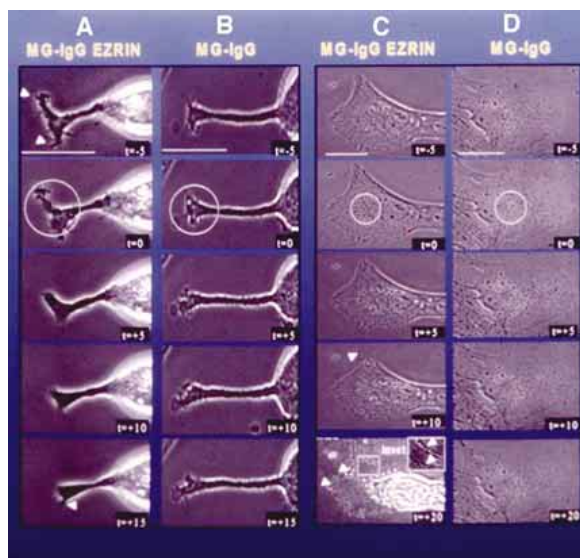 A B C D
MG-IgG EZRIN MG-IgG MG-IgG EZRIN MG-IgG
t=-5 t=-5 t=-5 t=-5
t=0 t=0 t=0 t=0
t=+5 t=+5 t=+5 t=+5
t=+10 t=+10 t=+10 t=+10
Inset
t=+15 t=+15 t=+20 t=+20